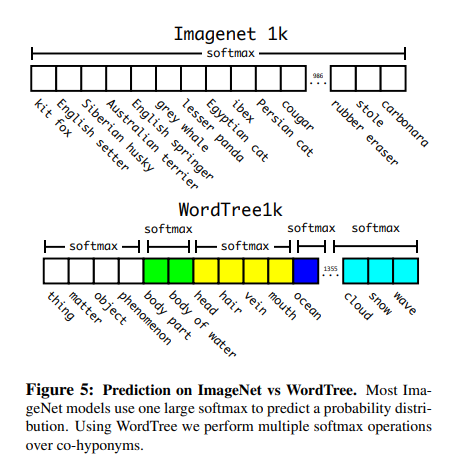 Imagenet 1k
softmax
986
...
kit fox
English setter
Siberian husky
Australian terrier
English springer
grey whale
lesser panda
Egyptian cat
ibex
Persian cat
cougar
rubber eraser
stole
carbonara
WordTree1k
softmax softmax
softmax softmax
1355
...
thing
matter
object
phenomenon
body part
body of water
head
hair
vein
mouth
ocean
cloud
snow
wave
softmax
Figure 5: Prediction on ImageNet vs WordTree. Most Ima-
geNet models use one large softmax to predict a probability distri-
bution. Using WordTree we perform multiple softmax operations
over co-hyponyms.